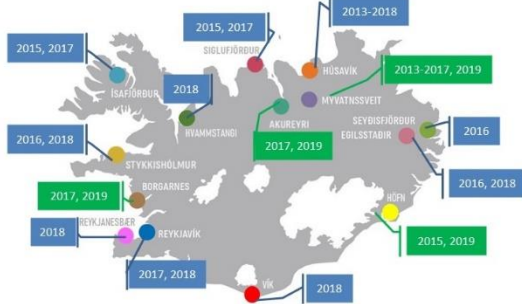 2015, 2017
SIGLUFJÖRÐUR
2013-2018
HÚSAVÍK
2015, 2017
ÍSAFJÖRÐUR
2013-2017, 2019
MYVATNSSVEIT
2018
HVAMMSTANGI
AKUREYRI
2017, 2019
SEYÐISFJÖRÐUR
EGILSSTAÐIR
2016
2016, 2018
STYKKISHÓLMUR
2016, 2018
2017, 2019
BORGARNES
HÖFN
REYKJANESBÆR
2018
REYKJAVÍK
2015, 2019
2017, 2018
VÍK
2018